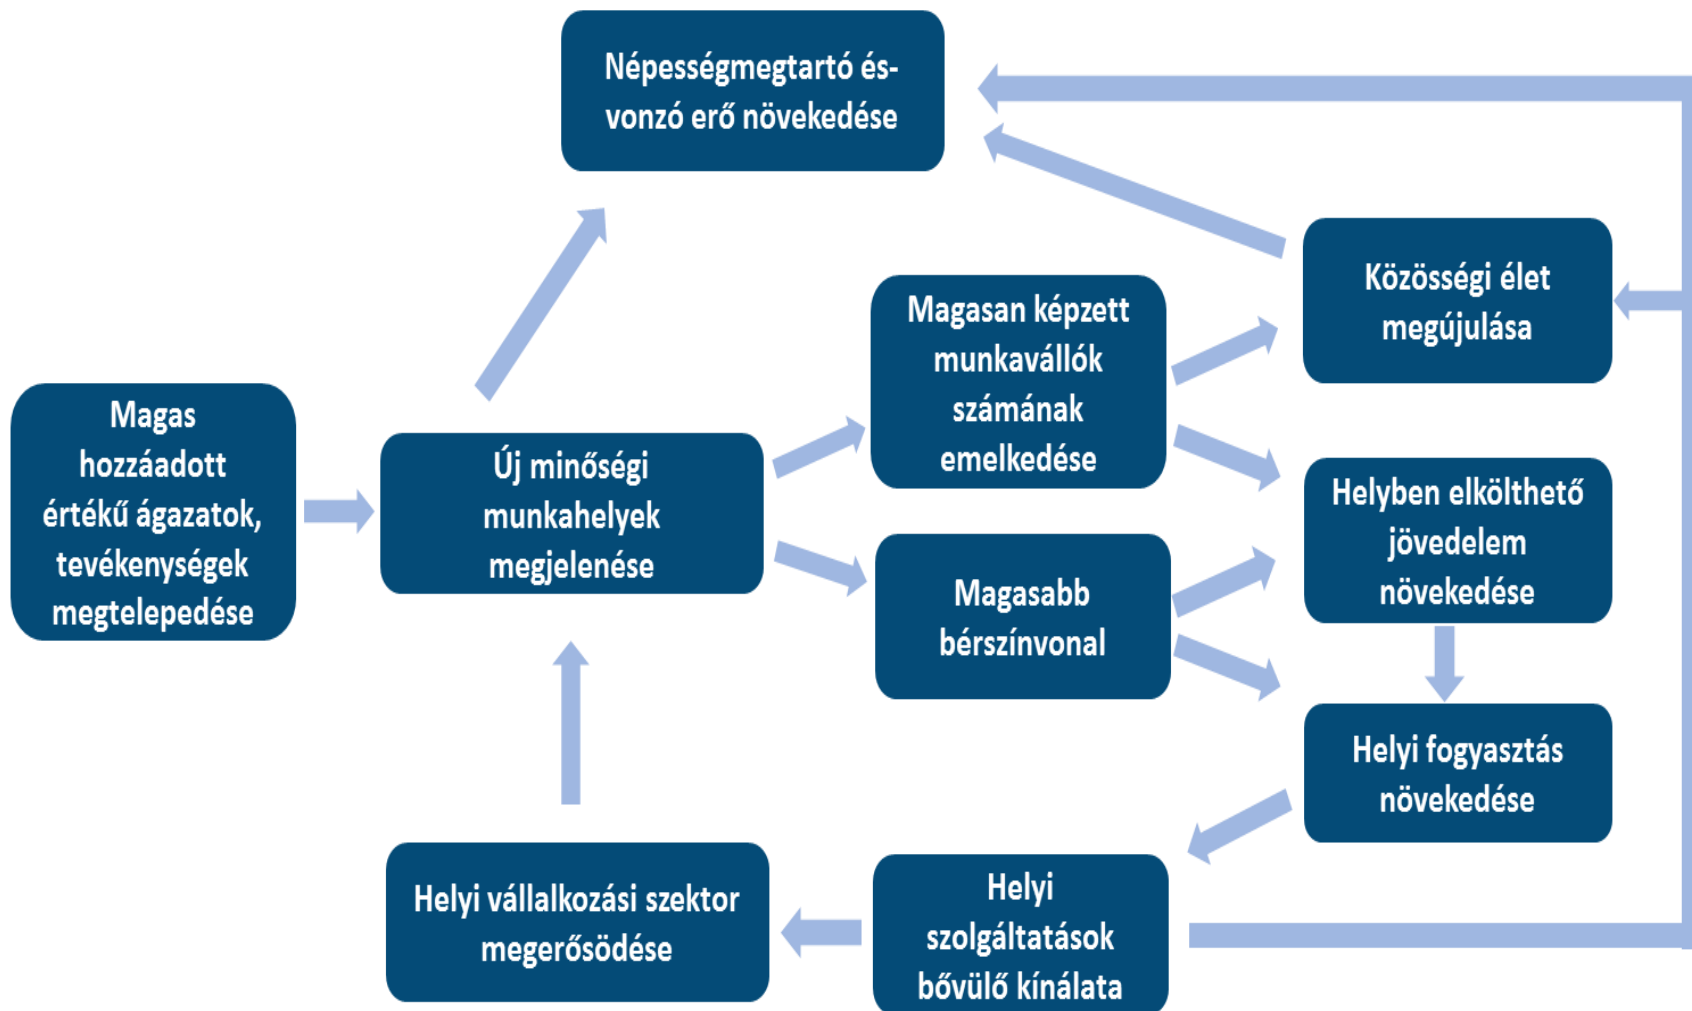 Népességmegtartó és-
vonzó erő növekedése
Közösségi élet
megújulása
Magasan képzett
munkavállók
számának
emelkedése
Magas
hozzáadott
értékű ágazatok,
tevékenységek
megtelepedése
Új minőségi
munkahelyek
megjelenése
Helyben elkölthető
jövedelem
növekedése
Magasabb
bérszínvonal
Helyi fogyasztás
növekedése
Helyi vállalkozási szektor
megerősödése
Helyi
szolgáltatások
bővülő kínálata